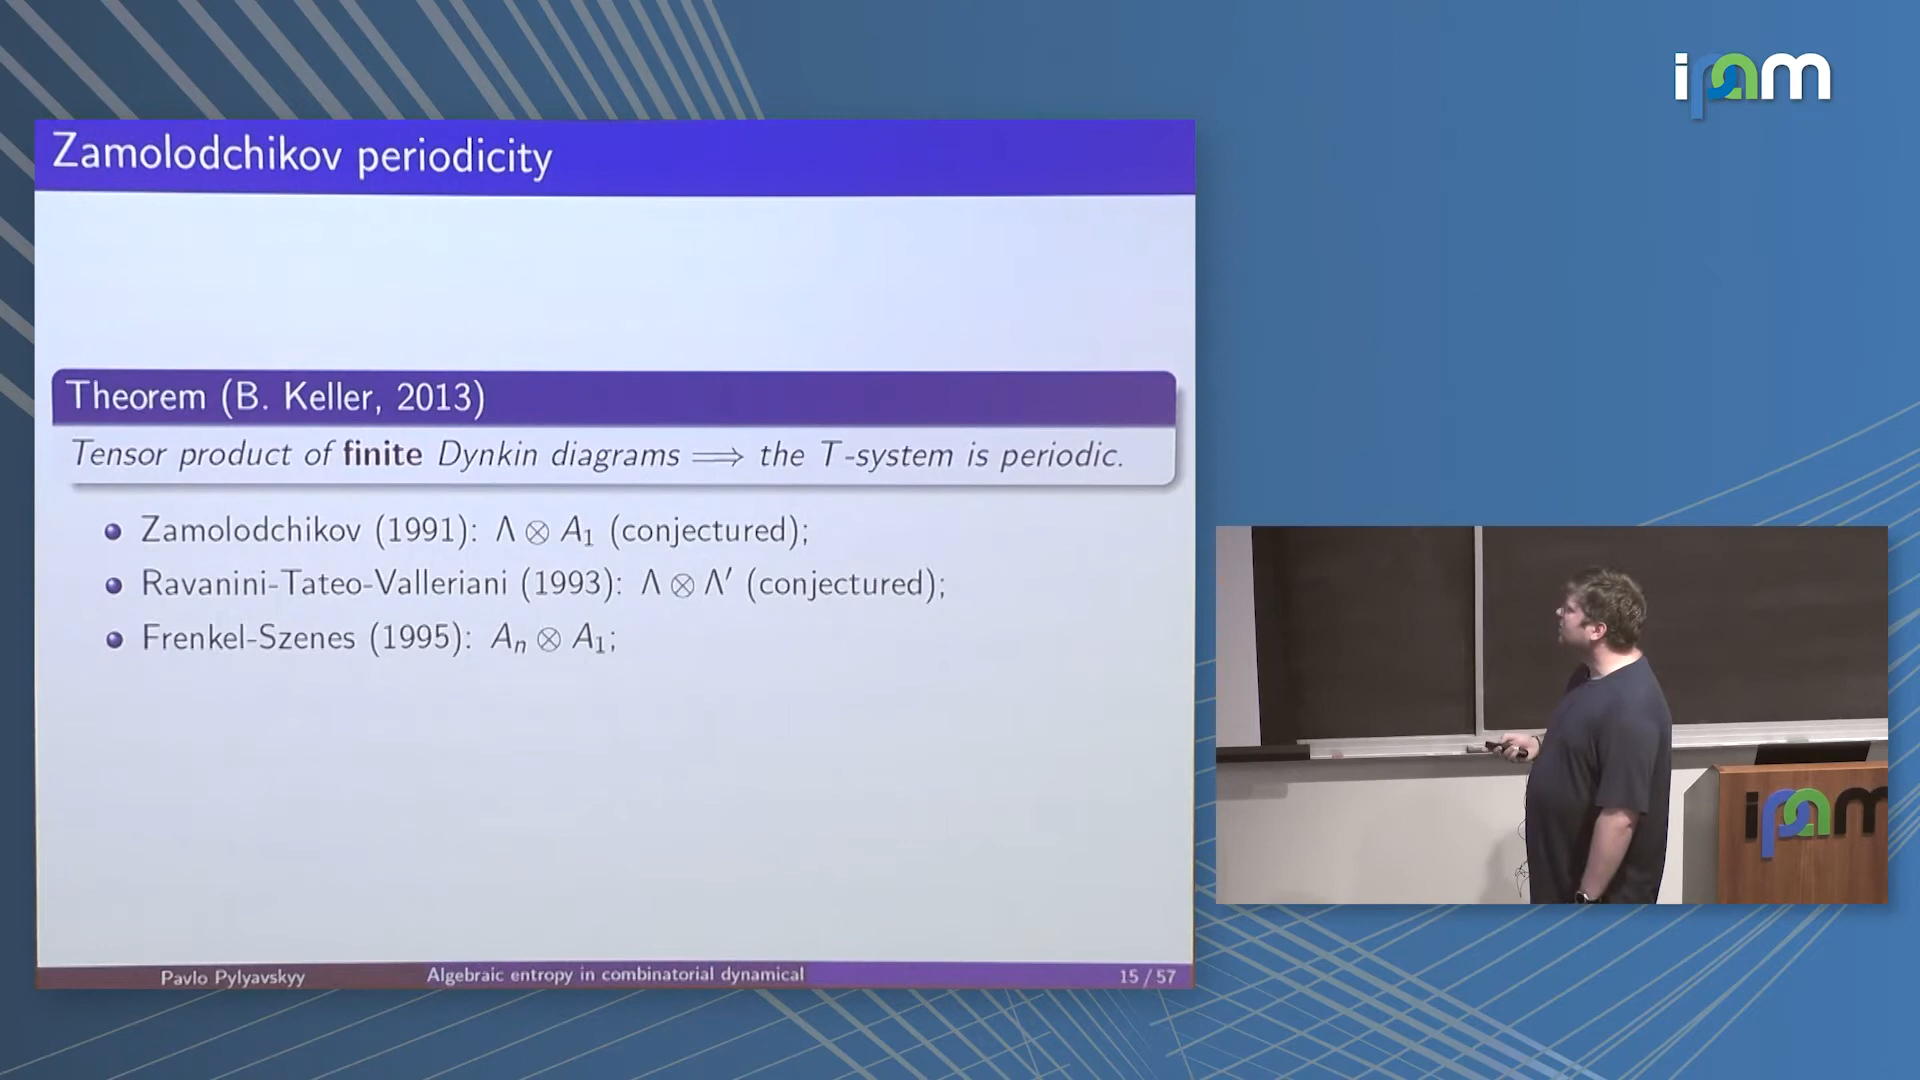 ipam
Zamolodchikov periodicity
Theorem (B. Keller, 2013)
Tensor product of finite Dynkin diagrams ⟹ the T-system is periodic.
Zamolodchikov (1991): Λ ⊗ A₁ (conjectured);
Ravanini-Tateo-Valleriani (1993): Λ ⊗ Λ′ (conjectured);
Frenkel-Szenes (1995): Aₙ ⊗ A₁;
ipam
Pavlo Pylyavskyy Algebraic entropy in combinatorial dynamical 15 / 57